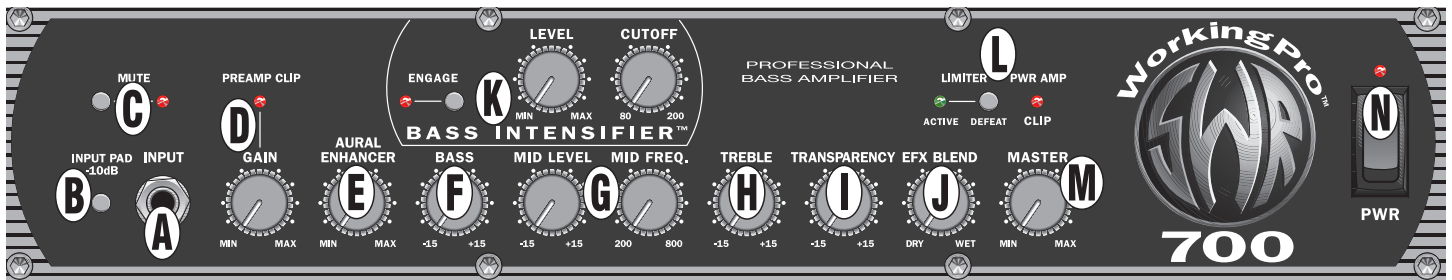 LEVEL CUTOFF
WorkingPro™
PROFESSIONAL
BASS AMPLIFIER
MUTE PREAMP CLIP ENGAGE LIMITER PWR AMP
L
C D K N
MIN MAX 80 200
ACTIVE DEFEAT CLIP
BASS INTENSIFIER™
SWR
INPUT PAD
-10dB
INPUT GAIN
AURAL
ENHANCER
BASS MID LEVEL MID FREQ. TREBLE TRANSPARENCY EFX BLEND MASTER
B A E F G H I J M
PWR
MIN MAX MIN MAX -15 +15 -15 +15 200 800 -15 +15 -15 +15 DRY WET MIN MAX
700